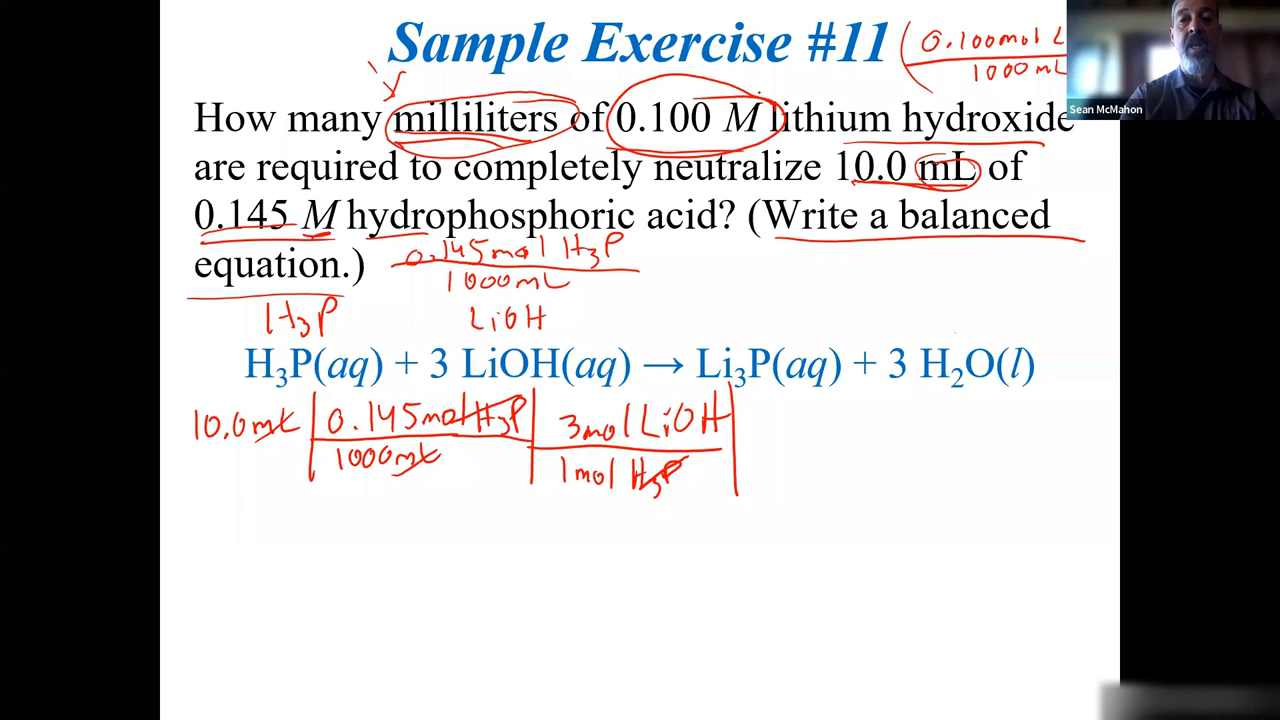 Sample Exercise #11
0.100mol L
1000mL
Sean McMahon
How many milliliters of 0.100 M lithium hydroxide
are required to completely neutralize 10.0 mL of
0.145 M hydrophosphoric acid? (Write a balanced
equation.)
0.145mol H₃P
1000mL
H₃P LiOH
H₃P(aq) + 3 LiOH(aq) → Li₃P(aq) + 3 H₂O(l)
10.0mL 0.145mol H₃P 3mol LiOH
1000mL 1mol H₃P